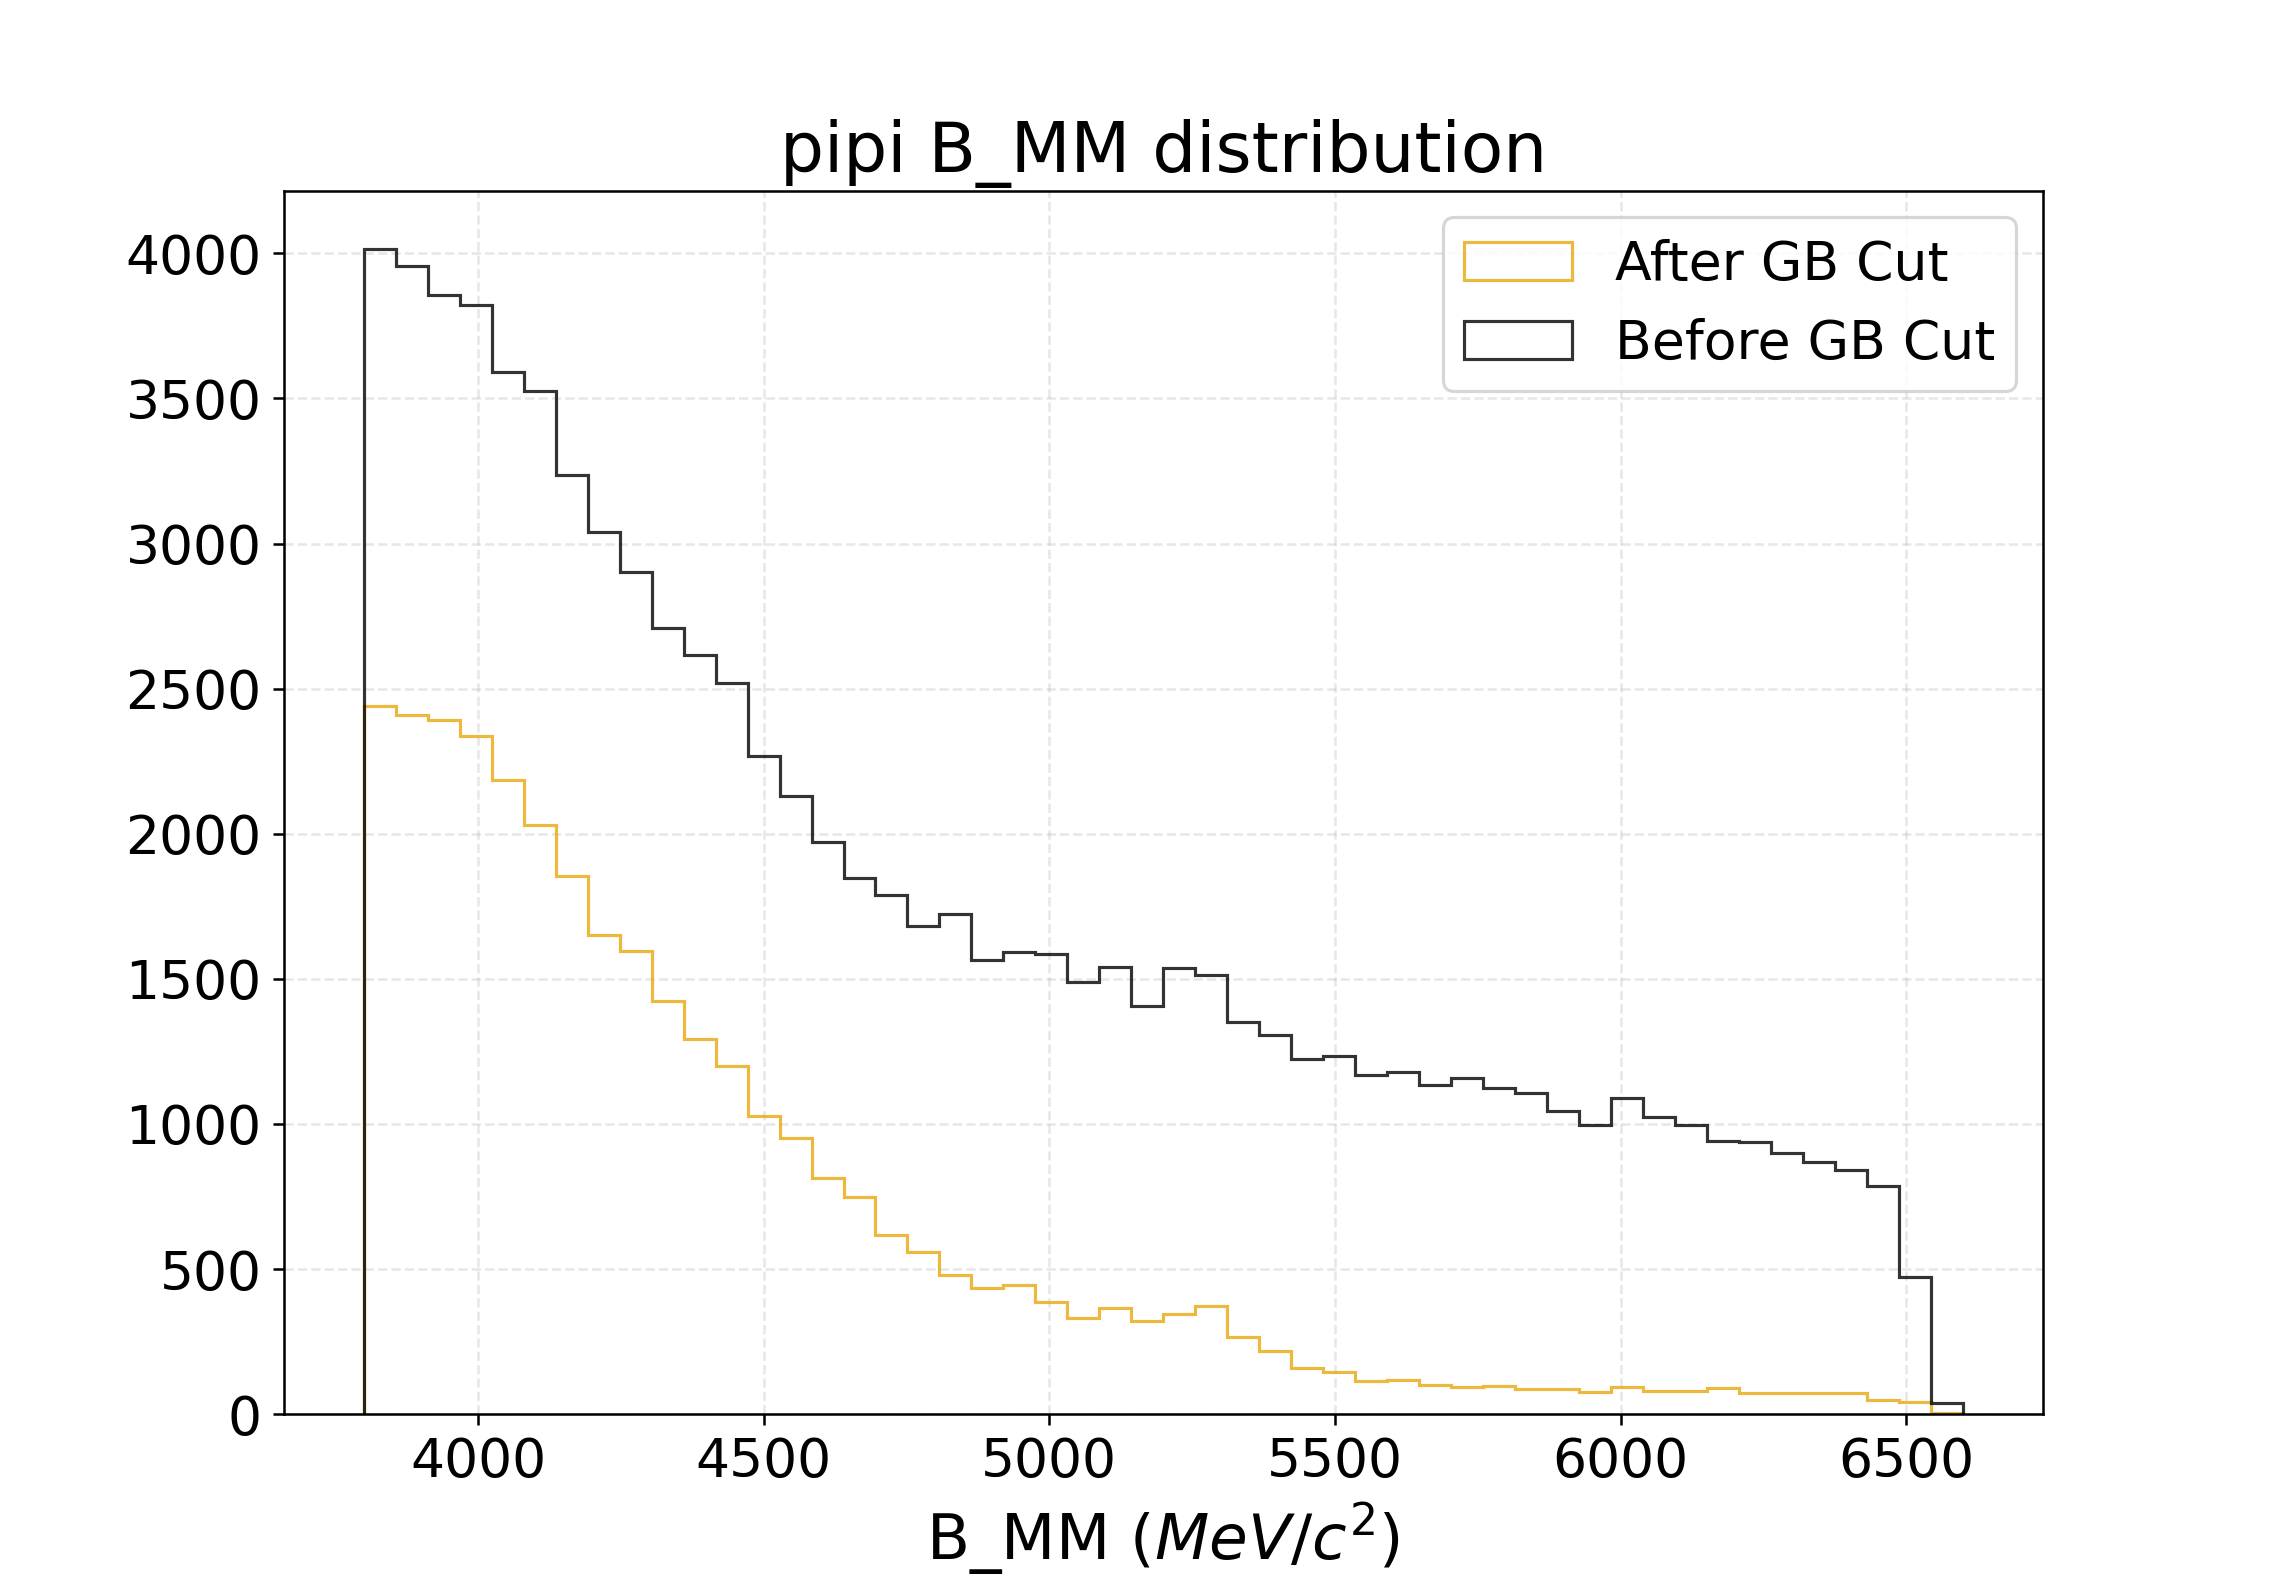 pipi B_MM distribution
After GB Cut
Before GB Cut
4000
3500
3000
2500
2000
1500
1000
500
0
4000 4500 5000 5500 6000 6500
B_MM (MeV/c²)